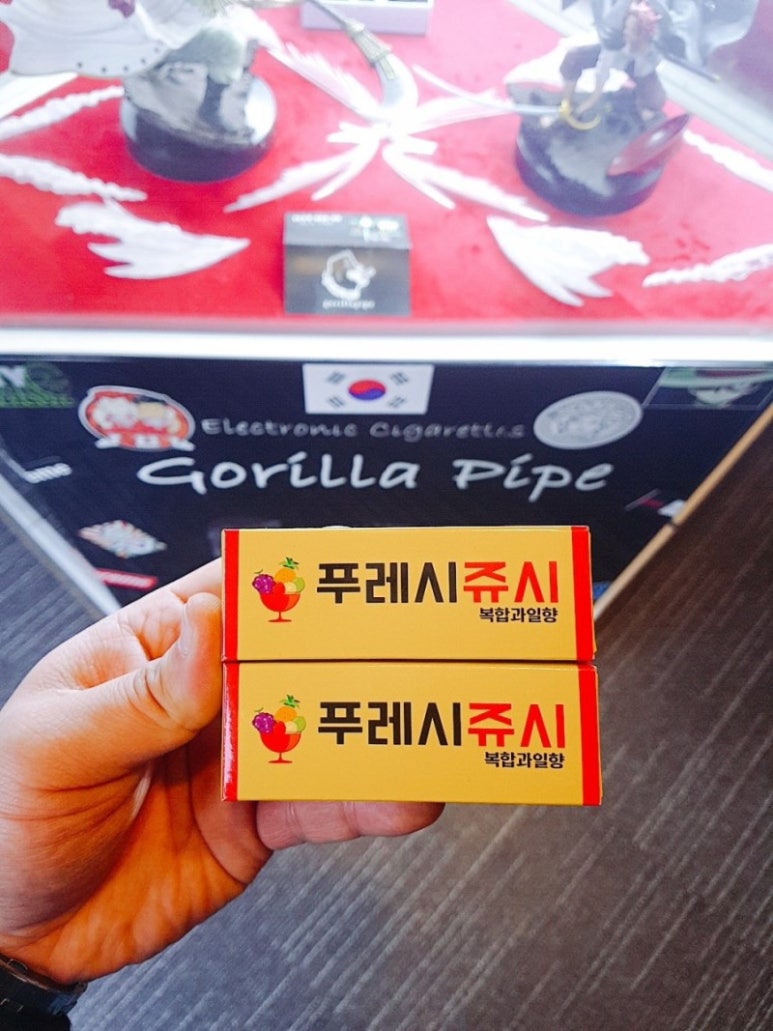 Electronic Cigarettes
Gorilla Pipe
푸레시쥬시
복합과일향
푸레시쥬시
복합과일향